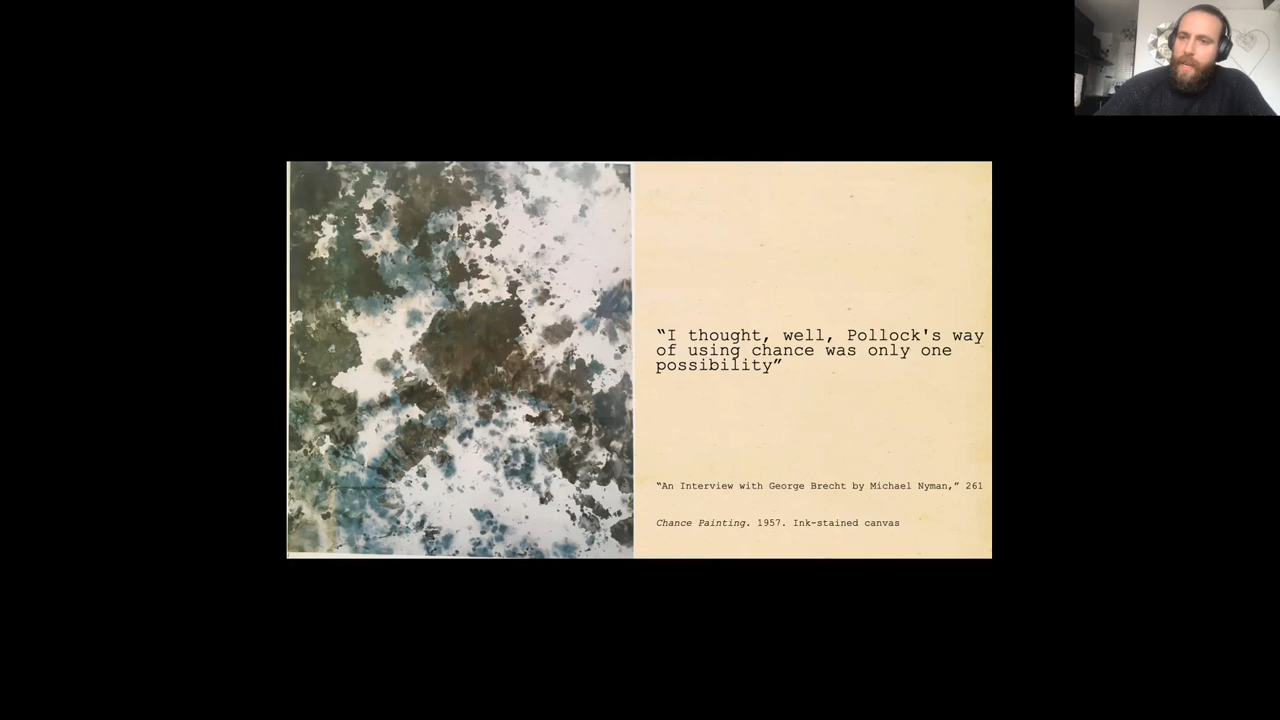 “I thought, well, Pollock's way
of using chance was only one
possibility”
“An Interview with George Brecht by Michael Nyman,” 261
Chance Painting. 1957. Ink-stained canvas